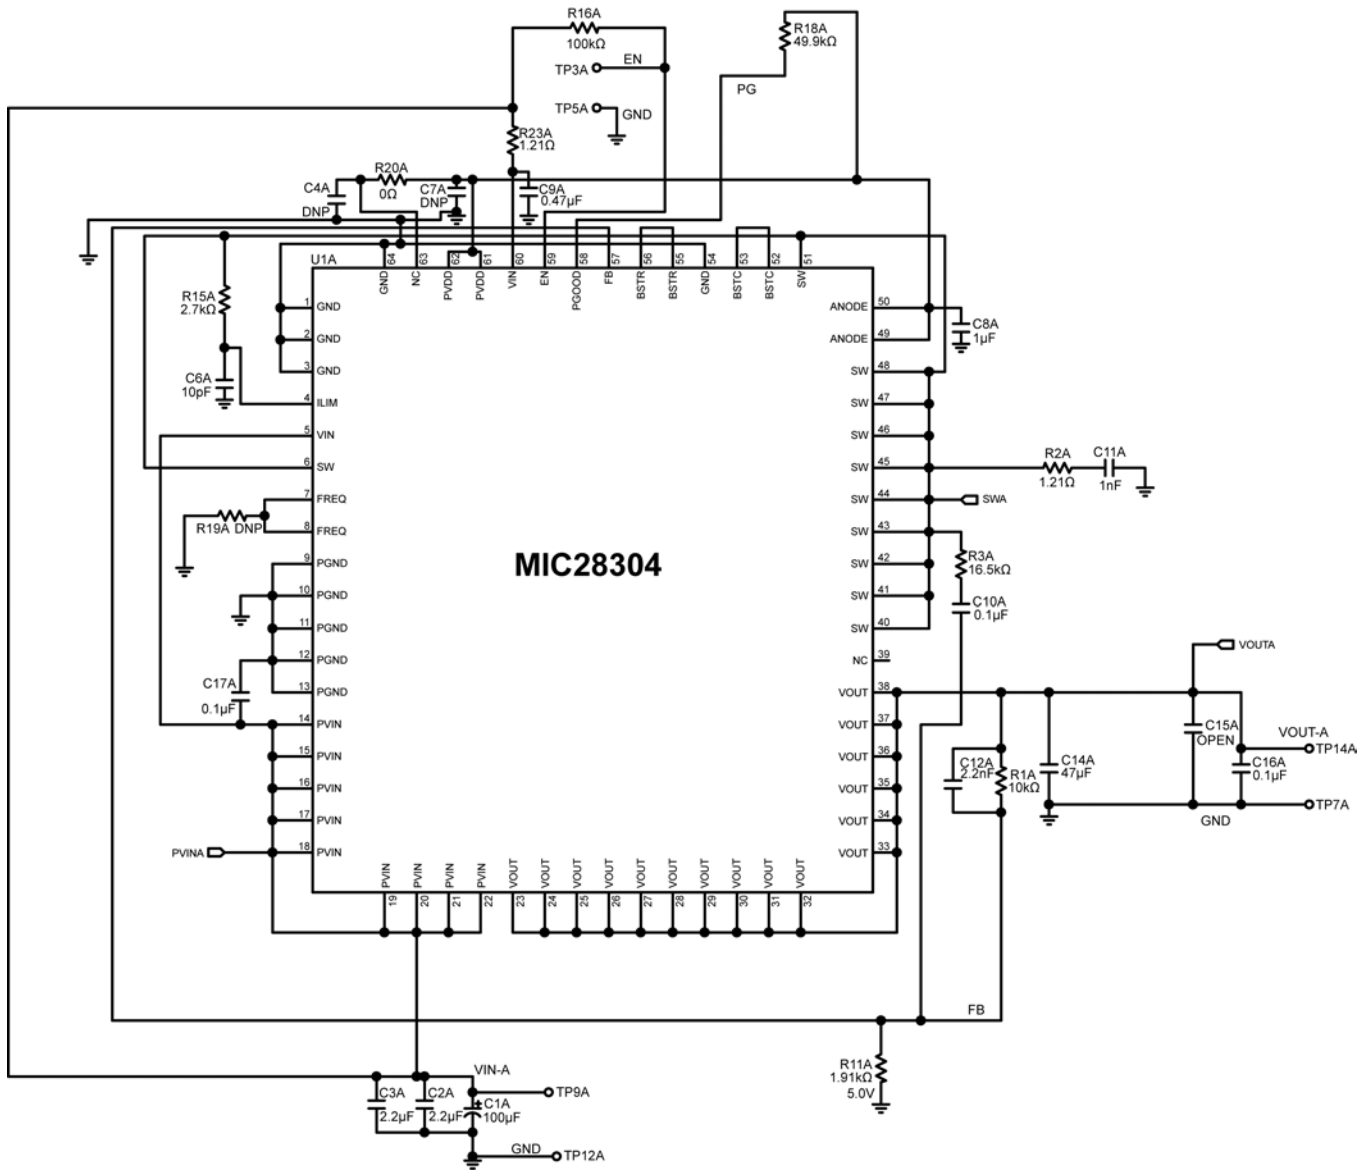 R16A
100kΩ
R18A
49.9kΩ
TP3A
EN
PG
TP5A
GND
R23A
1.21Ω
R20A
0Ω
C4A
DNP
C7A
DNP
C9A
0.47µF
U1A
64
63
62
61
60
59
58
57
56
55
54
53
52
51
GND
NC
PVDD
PVDD
VIN
EN
PGOOD
FB
BSTR
BSTR
GND
BSTC
BSTC
SW
R15A
2.7kΩ
C6A
10pF
1 GND
2 GND
3 GND
4 ILIM
5 VIN
6 SW
7 FREQ
8 FREQ
R19A DNP
9 PGND
10 PGND
11 PGND
12 PGND
13 PGND
C17A
0.1µF
14 PVIN
15 PVIN
16 PVIN
17 PVIN
18 PVIN
PVINA
MIC28304
ANODE 50
ANODE 49
C8A
1µF
SW 48
SW 47
SW 46
SW 45
SW 44
SW 43
SW 42
SW 41
SW 40
NC 39
R2A
1.21Ω
C11A
1nF
SWA
R3A
16.5kΩ
C10A
0.1µF
VOUT 38
VOUT 37
VOUT 36
VOUT 35
VOUT 34
VOUT 33
VOUTA
C15A
OPEN
VOUT-A
TP14A
C12A
2.2nF
R1A
10kΩ
C14A
47µF
C16A
0.1µF
TP7A
GND
PVIN
PVIN
PVIN
PVIN
VOUT
VOUT
VOUT
VOUT
VOUT
VOUT
VOUT
VOUT
VOUT
VOUT
19
20
21
22
23
24
25
26
27
28
29
30
31
32
FB
R11A
1.91kΩ
5.0V
VIN-A
C3A
2.2µF
C2A
2.2µF
+
C1A
100µF
TP9A
GND
TP12A